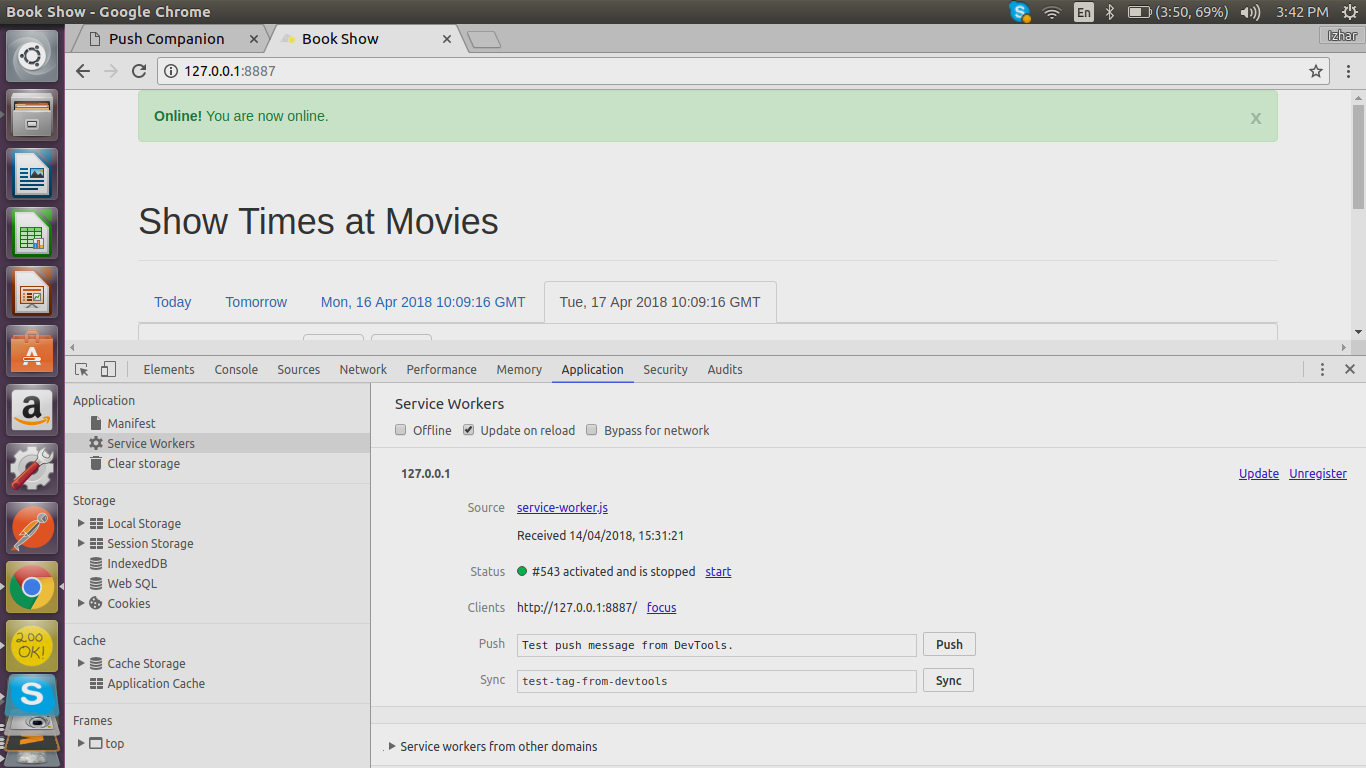 Book Show - Google Chrome
En
(3:50, 69%)
3:42 PM
Push Companion
Book Show
Izhar
127.0.0.1:8887
Online! You are now online.
x
Show Times at Movies
Today
Tomorrow
Mon, 16 Apr 2018 10:09:16 GMT
Tue, 17 Apr 2018 10:09:16 GMT
Elements
Console
Sources
Network
Performance
Memory
Application
Security
Audits
Application
Manifest
Service Workers
Clear storage
Storage
Local Storage
Session Storage
IndexedDB
Web SQL
Cookies
Cache
Cache Storage
Application Cache
Frames
top
Service Workers
Offline
Update on reload
Bypass for network
127.0.0.1
Update
Unregister
Source
service-worker.js
Received 14/04/2018, 15:31:21
Status
#543 activated and is stopped
start
Clients
http://127.0.0.1:8887/
focus
Push
Test push message from DevTools.
Push
Sync
test-tag-from-devtools
Sync
Service workers from other domains
A
a
200
OK!
S